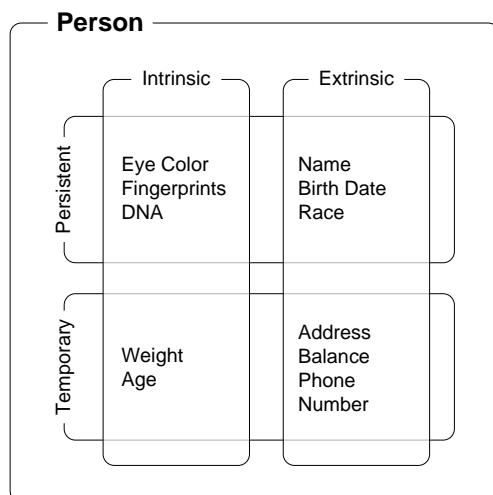 Person
Intrinsic
Extrinsic
Persistent
Eye Color
Fingerprints
DNA
Name
Birth Date
Race
Temporary
Weight
Age
Address
Balance
Phone
Number